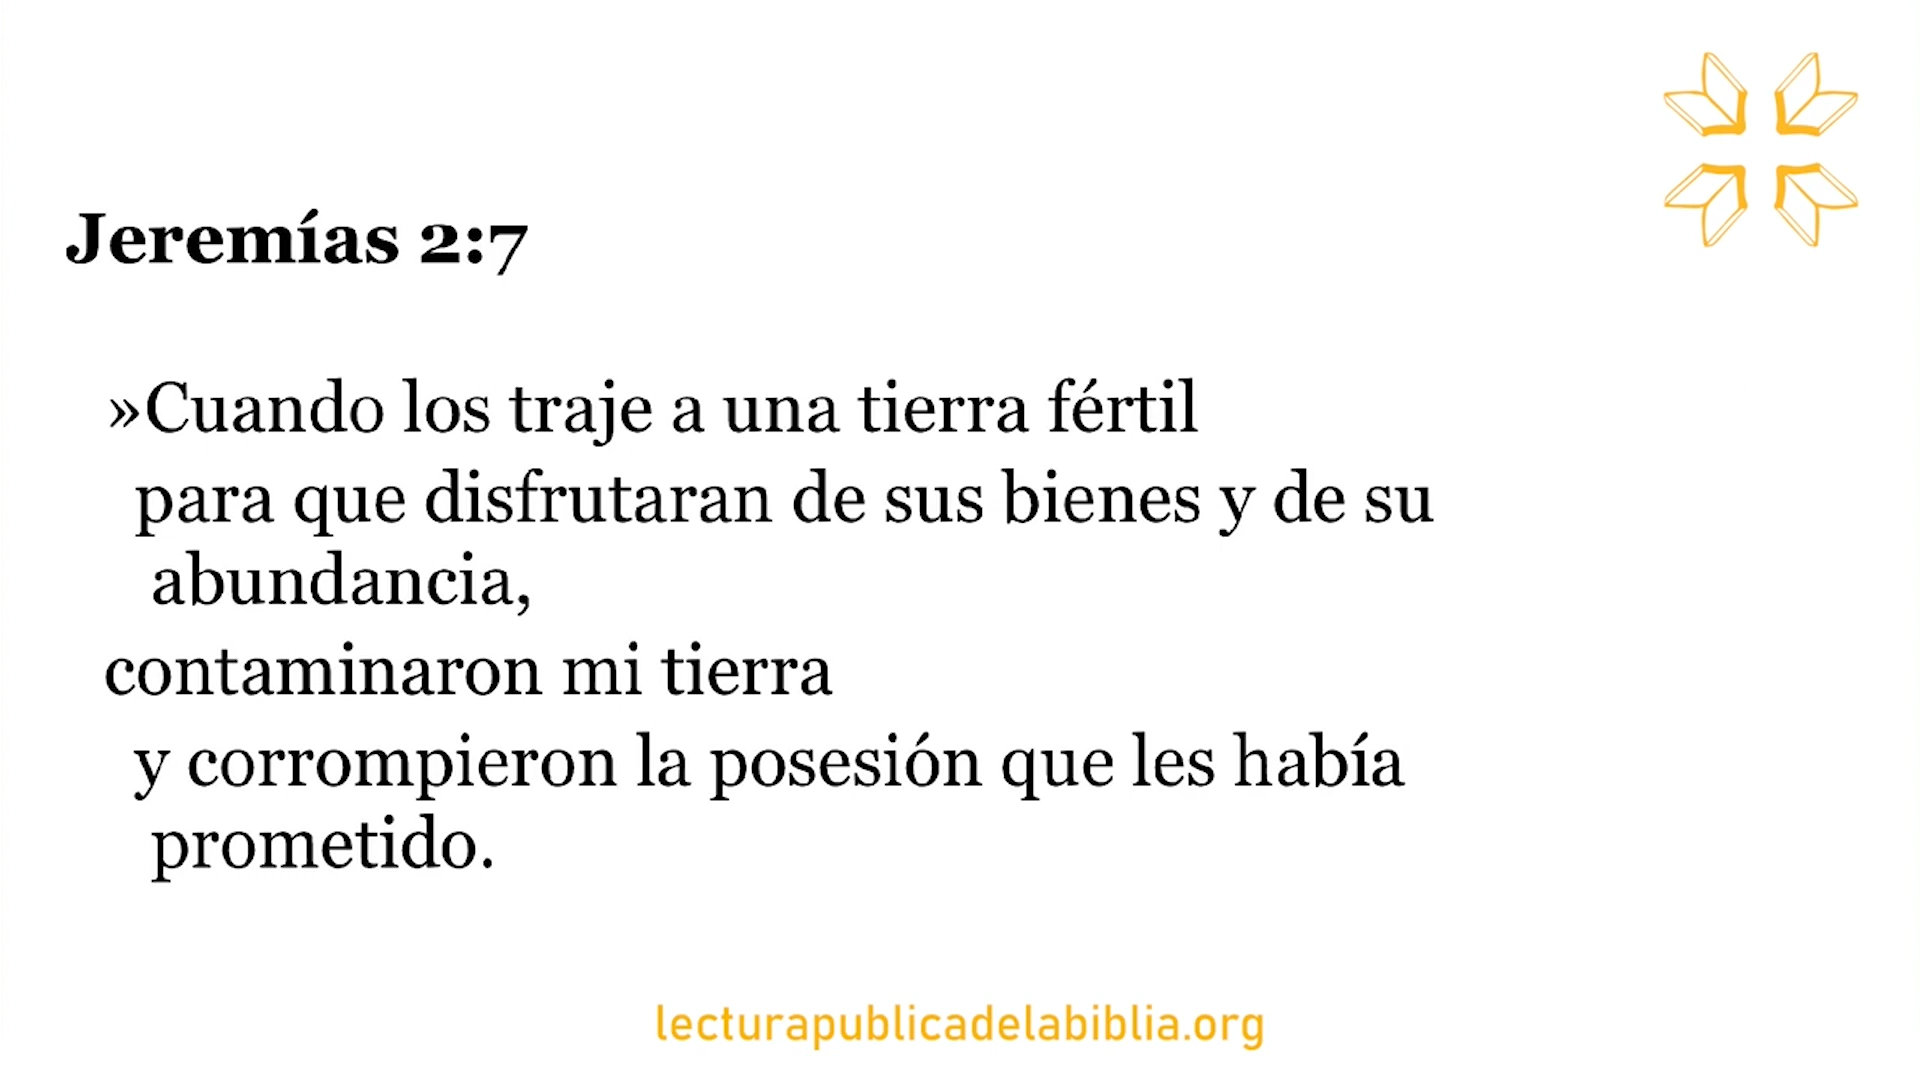 Jeremías 2:7
»Cuando los traje a una tierra fértil
para que disfrutaran de sus bienes y de su
abundancia,
contaminaron mi tierra
y corrompieron la posesión que les había
prometido.
lecturapublicadelabiblia.org